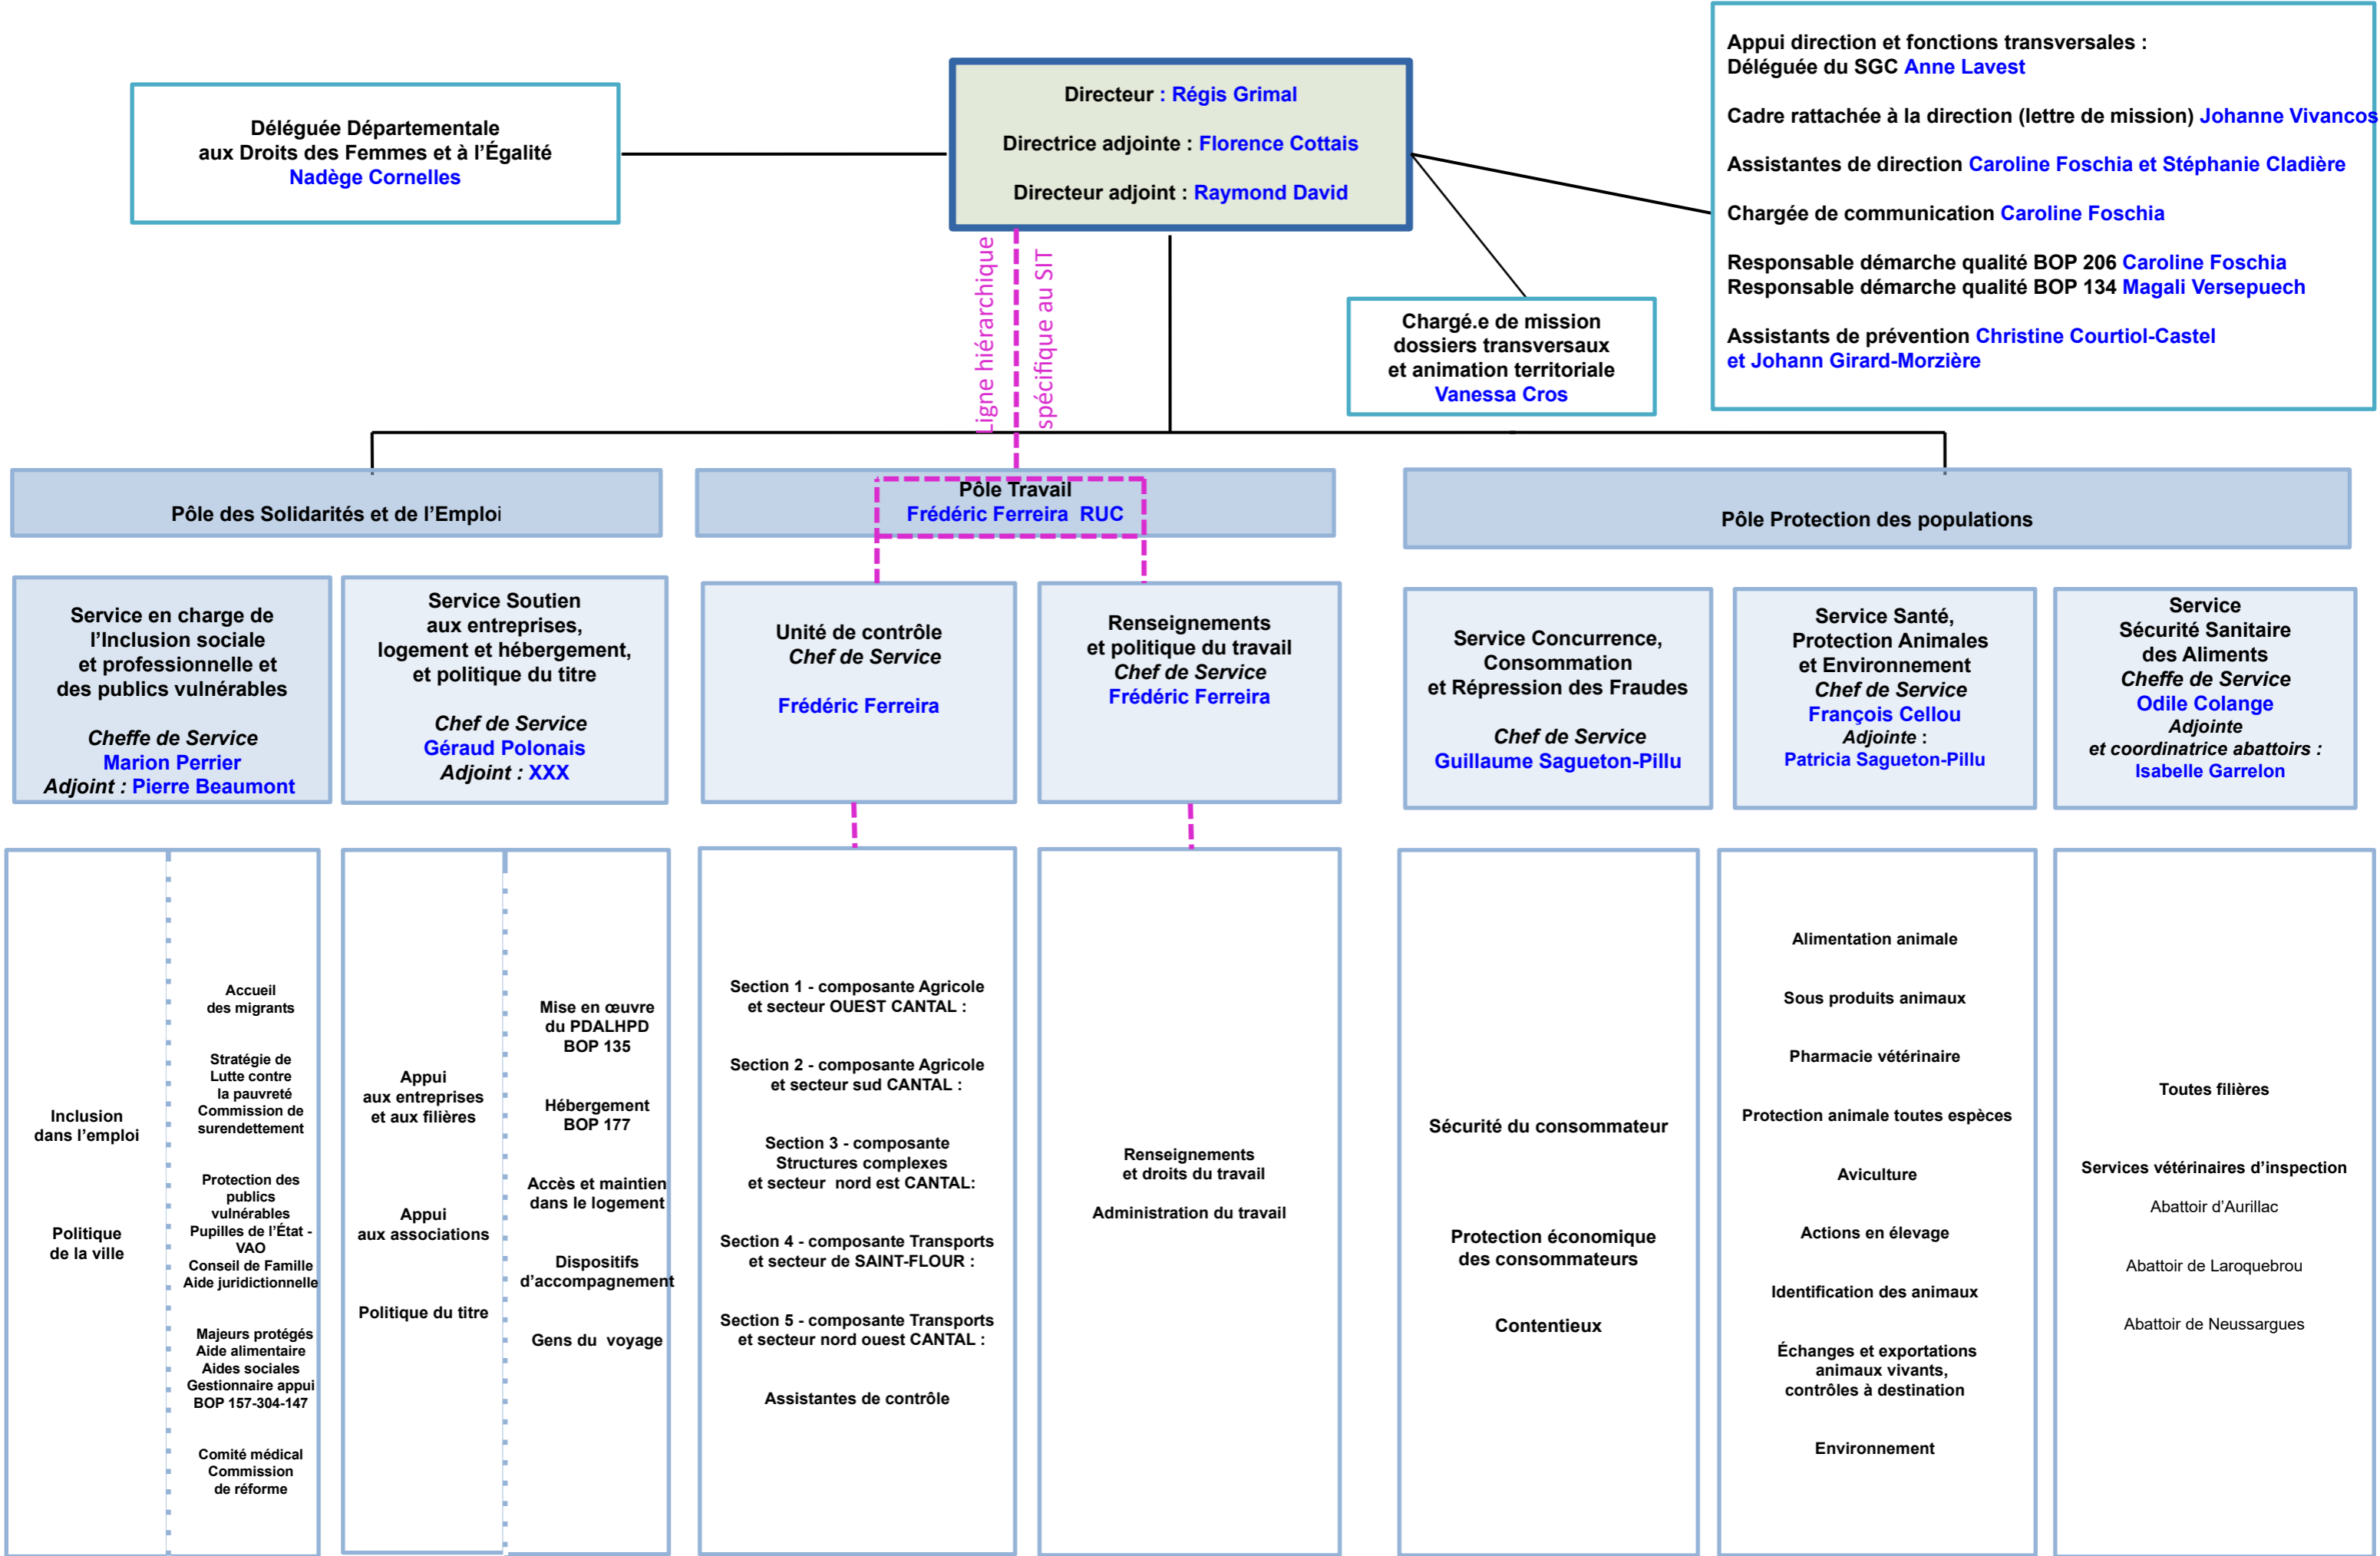 Déléguée Départementale
aux Droits des Femmes et à l’Égalité
Nadège Cornelles
Directeur : Régis Grimal
Directrice adjointe : Florence Cottais
Directeur adjoint : Raymond David
Appui direction et fonctions transversales :
Déléguée du SGC Anne Lavest
Cadre rattachée à la direction (lettre de mission) Johanne Vivancos
Assistantes de direction Caroline Foschia et Stéphanie Cladière
Chargée de communication Caroline Foschia
Responsable démarche qualité BOP 206 Caroline Foschia
Responsable démarche qualité BOP 134 Magali Versepuech
Assistants de prévention Christine Courtiol-Castel
et Johann Girard-Morzière
Chargé.e de mission
dossiers transversaux
et animation territoriale
Vanessa Cros
Ligne hiérarchique
spécifique au SIT
Pôle des Solidarités et de l’Emploi
Pôle Travail
Frédéric Ferreira RUC
Pôle Protection des populations
Service en charge de
l’Inclusion sociale
et professionnelle et
des publics vulnérables
Cheffe de Service
Marion Perrier
Adjoint : Pierre Beaumont
Service Soutien
aux entreprises,
logement et hébergement,
et politique du titre
Chef de Service
Géraud Polonais
Adjoint : XXX
Unité de contrôle
Chef de Service
Frédéric Ferreira
Renseignements
et politique du travail
Chef de Service
Frédéric Ferreira
Service Concurrence,
Consommation
et Répression des Fraudes
Chef de Service
Guillaume Sagueton-Pillu
Service Santé,
Protection Animales
et Environnement
Chef de Service
François Cellou
Adjointe :
Patricia Sagueton-Pillu
Service
Sécurité Sanitaire
des Aliments
Cheffe de Service
Odile Colange
Adjointe
et coordinatrice abattoirs :
Isabelle Garrelon
Inclusion
dans l’emploi
Politique
de la ville
Accueil
des migrants
Stratégie de
Lutte contre
la pauvreté
Commission de
surendettement
Protection des
publics
vulnérables
Pupilles de l’État -
VAO
Conseil de Famille
Aide juridictionnelle
Majeurs protégés
Aide alimentaire
Aides sociales
Gestionnaire appui
BOP 157-304-147
Comité médical
Commission
de réforme
Appui
aux entreprises
et aux filières
Appui
aux associations
Politique du titre
Mise en œuvre
du PDALHPD
BOP 135
Hébergement
BOP 177
Accès et maintien
dans le logement
Dispositifs
d’accompagnement
Gens du voyage
Section 1 - composante Agricole
et secteur OUEST CANTAL :
Section 2 - composante Agricole
et secteur sud CANTAL :
Section 3 - composante
Structures complexes
et secteur nord est CANTAL:
Section 4 - composante Transports
et secteur de SAINT-FLOUR :
Section 5 - composante Transports
et secteur nord ouest CANTAL :
Assistantes de contrôle
Renseignements
et droits du travail
Administration du travail
Sécurité du consommateur
Protection économique
des consommateurs
Contentieux
Alimentation animale
Sous produits animaux
Pharmacie vétérinaire
Protection animale toutes espèces
Aviculture
Actions en élevage
Identification des animaux
Échanges et exportations
animaux vivants,
contrôles à destination
Environnement
Toutes filières
Services vétérinaires d’inspection
Abattoir d’Aurillac
Abattoir de Laroquebrou
Abattoir de Neussargues